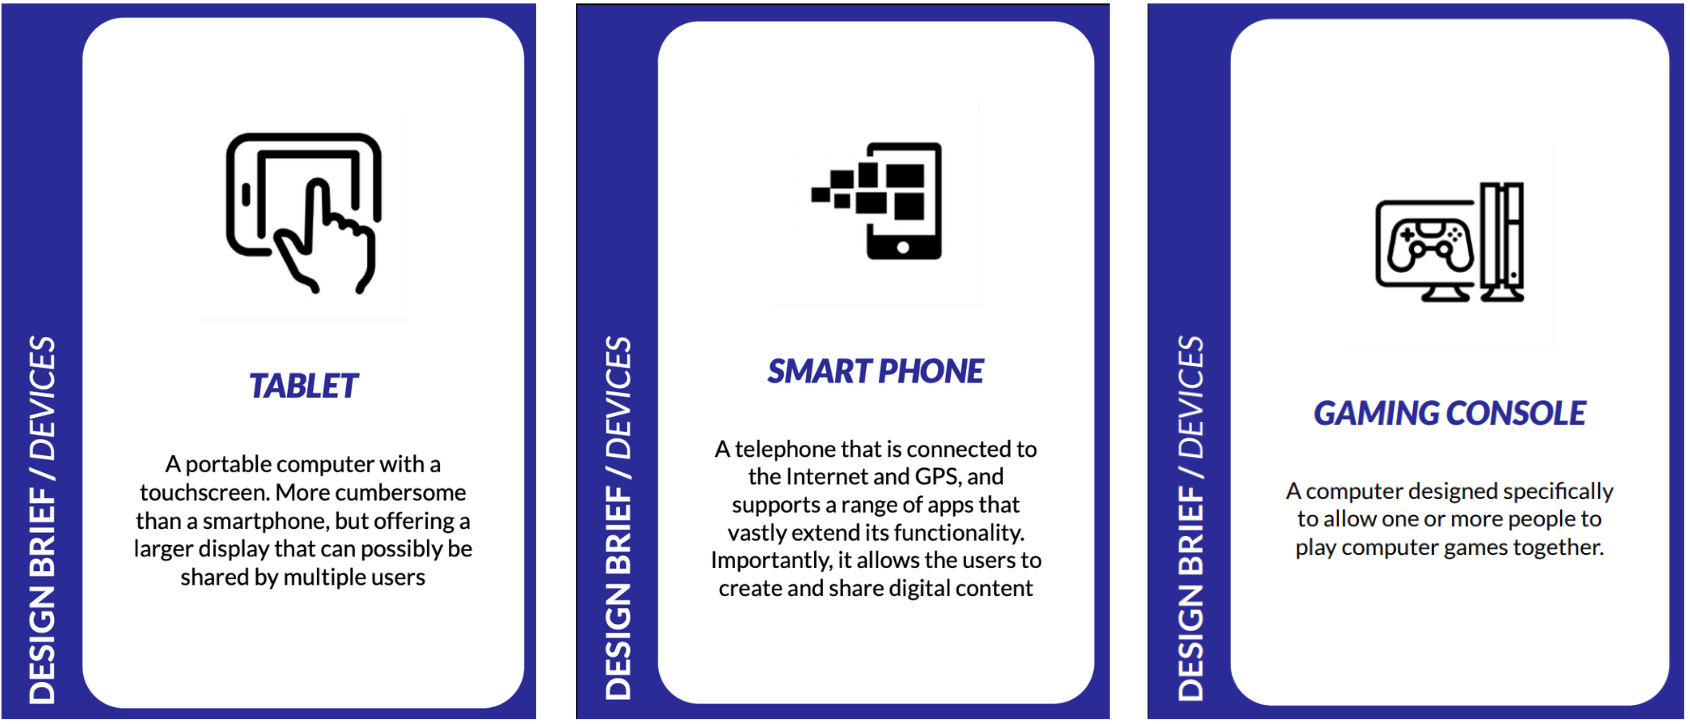 DESIGN BRIEF / DEVICES
TABLET
A portable computer with a
touchscreen. More cumbersome
than a smartphone, but offering a
larger display that can possibly be
shared by multiple users
DESIGN BRIEF / DEVICES
SMART PHONE
A telephone that is connected to
the Internet and GPS, and
supports a range of apps that
vastly extend its functionality.
Importantly, it allows the users to
create and share digital content
DESIGN BRIEF / DEVICES
GAMING CONSOLE
A computer designed specifically
to allow one or more people to
play computer games together.